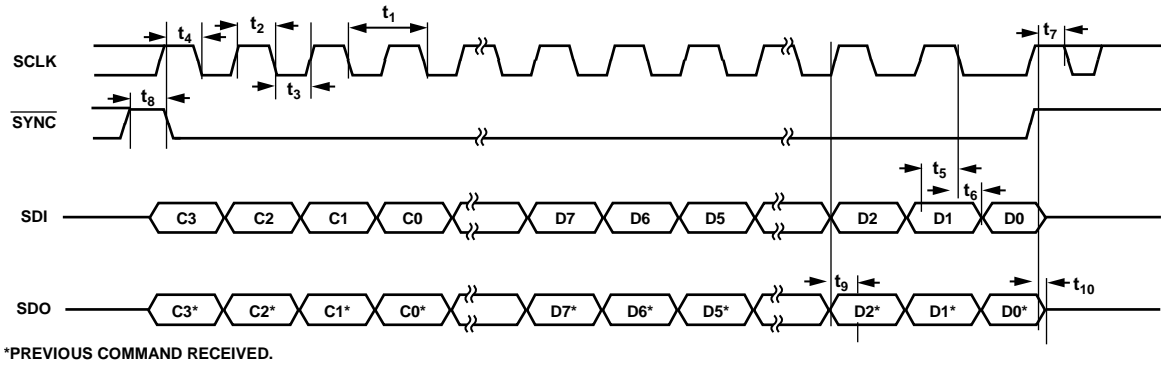 t4 t2 t1 t7
SCLK
t3
t8
SYNC
t5
t6
SDI C3 C2 C1 C0 D7 D6 D5 D2 D1 D0
t9
t10
SDO C3* C2* C1* C0* D7* D6* D5* D2* D1* D0*
*PREVIOUS COMMAND RECEIVED.